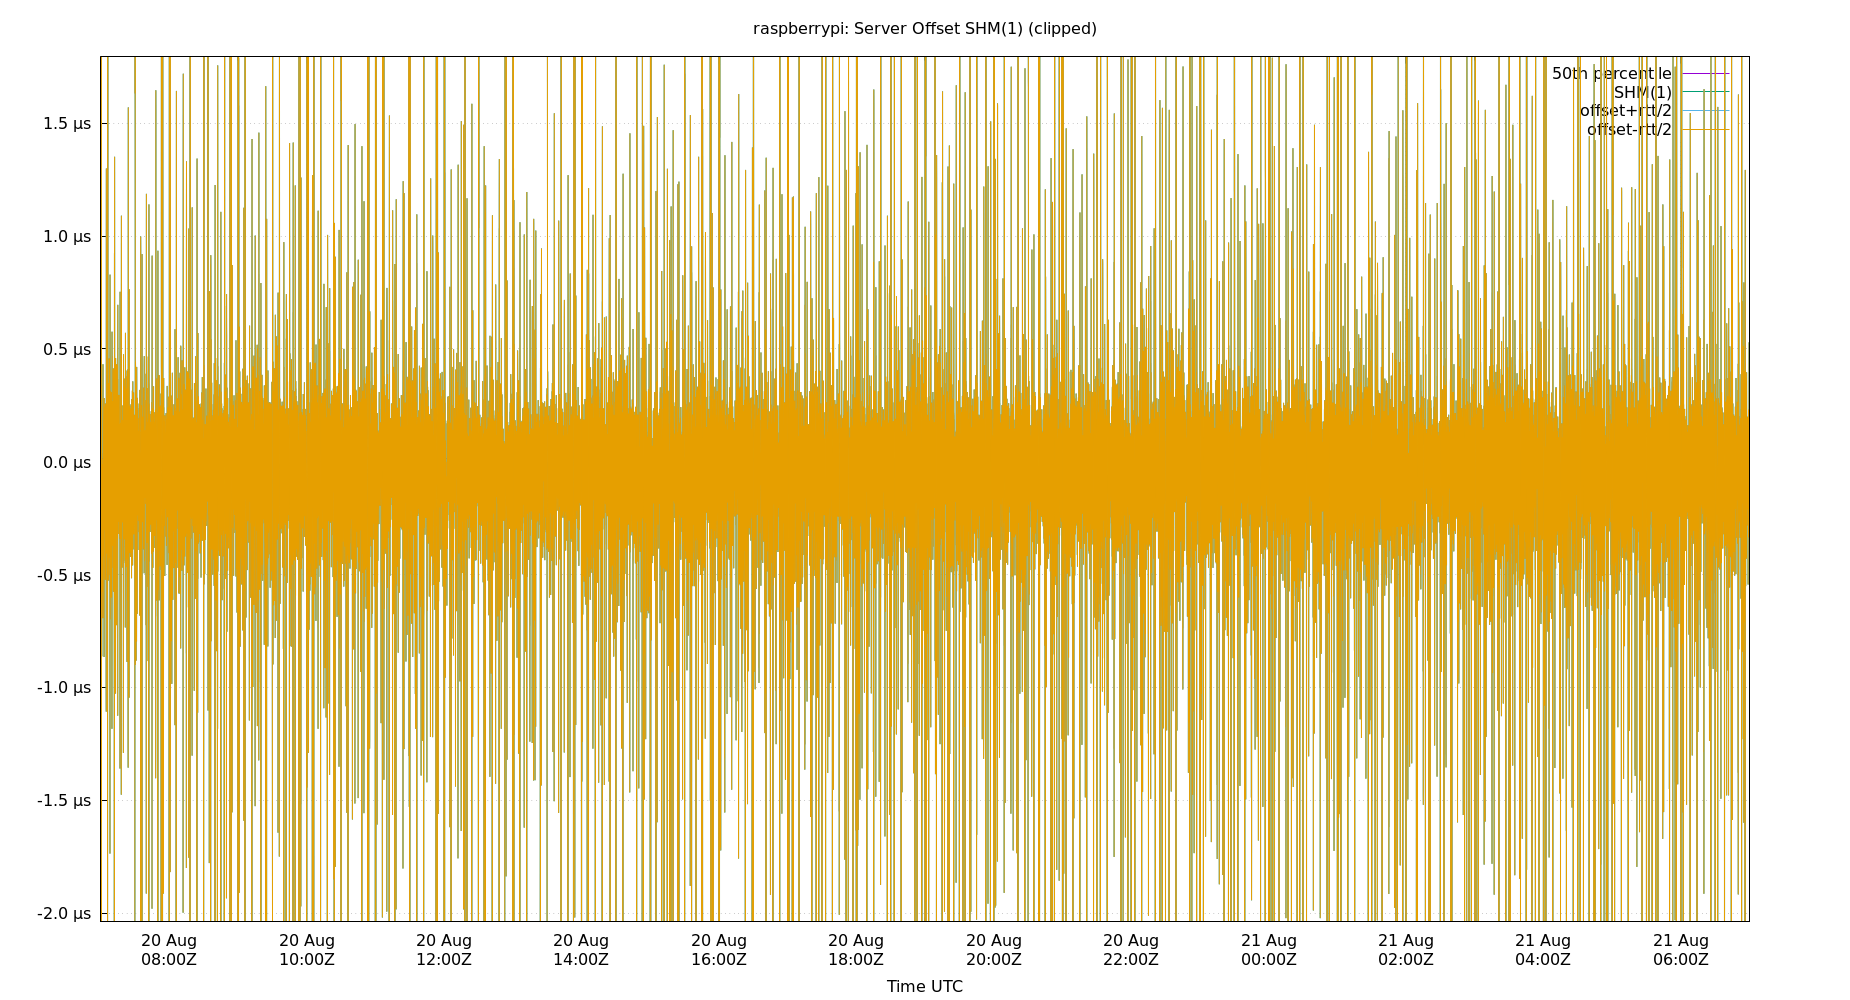 raspberrypi: Server Offset SHM(1) (clipped)
50th percentile
SHM(1)
offset+rtt/2
offset-rtt/2
1.5 µs
1.0 µs
0.5 µs
0.0 µs
-0.5 µs
-1.0 µs
-1.5 µs
-2.0 µs
20 Aug 20 Aug 20 Aug 20 Aug 20 Aug 20 Aug 20 Aug 20 Aug 21 Aug 21 Aug 21 Aug 21 Aug
08:00Z 10:00Z 12:00Z 14:00Z 16:00Z 18:00Z 20:00Z 22:00Z 00:00Z 02:00Z 04:00Z 06:00Z
Time UTC